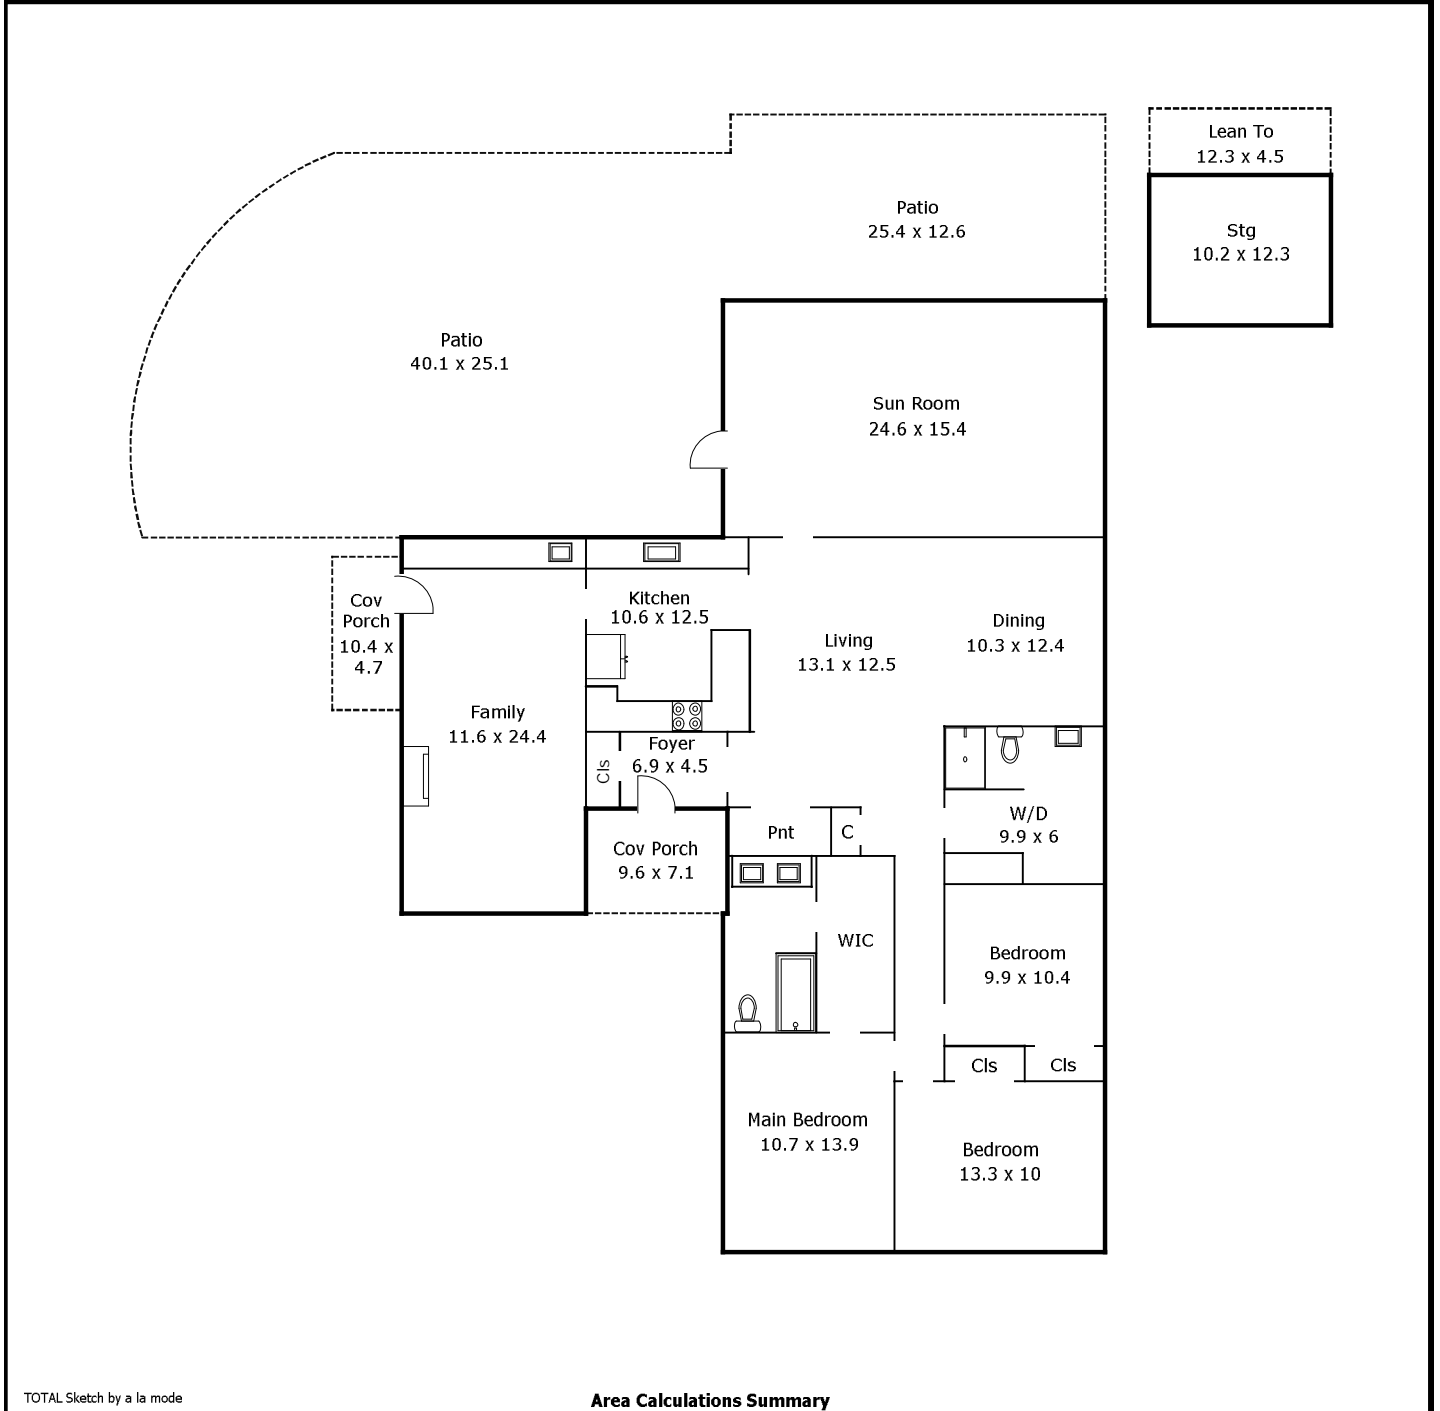 Lean To
12.3 x 4.5
Patio
25.4 x 12.6
Stg
10.2 x 12.3
Patio
40.1 x 25.1
Sun Room
24.6 x 15.4
Cov
Porch
10.4 x
4.7
Kitchen
10.6 x 12.5
Living
13.1 x 12.5
Dining
10.3 x 12.4
Family
11.6 x 24.4
Cls
Foyer
6.9 x 4.5
Pnt
C
W/D
9.9 x 6
Cov Porch
9.6 x 7.1
WIC
Bedroom
9.9 x 10.4
Cls
Cls
Main Bedroom
10.7 x 13.9
Bedroom
13.3 x 10
TOTAL Sketch by a la mode
Area Calculations Summary